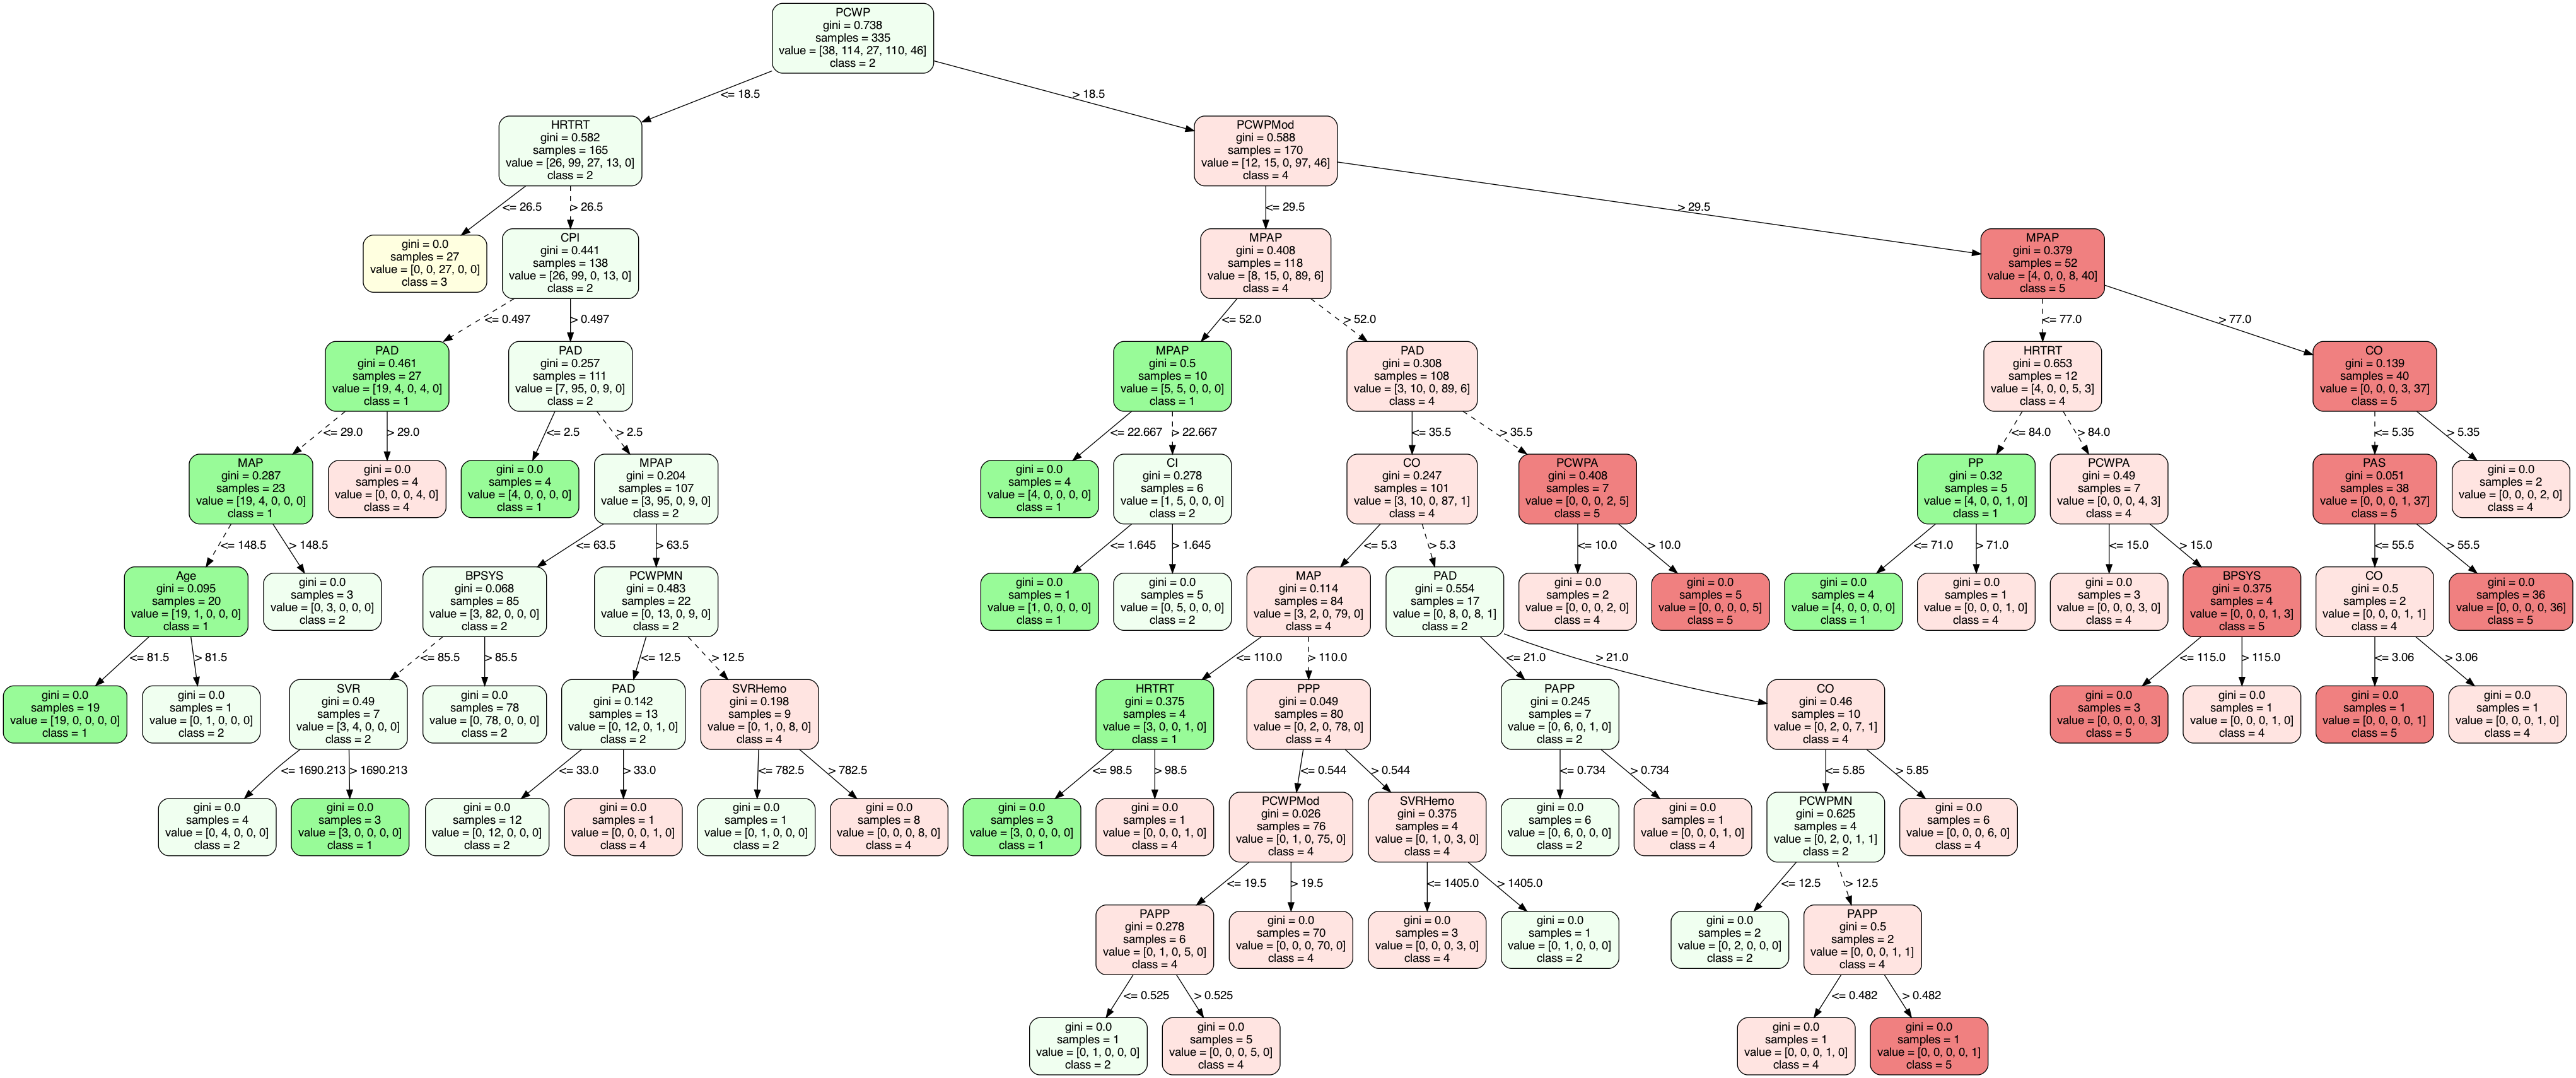 PCWP
gini = 0.738
samples = 335
value = [38, 114, 27, 110, 46]
class = 2
<= 18.5
> 18.5
HRTRT
gini = 0.582
samples = 165
value = [26, 99, 27, 13, 0]
class = 2
PCWPMod
gini = 0.588
samples = 170
value = [12, 15, 0, 97, 46]
class = 4
<= 26.5
> 26.5
<= 29.5
> 29.5
gini = 0.0
samples = 27
value = [0, 0, 27, 0, 0]
class = 3
CPI
gini = 0.441
samples = 138
value = [26, 99, 0, 13, 0]
class = 2
MPAP
gini = 0.408
samples = 118
value = [8, 15, 0, 89, 6]
class = 4
MPAP
gini = 0.379
samples = 52
value = [4, 0, 0, 8, 40]
class = 5
<= 0.497
> 0.497
<= 52.0
> 52.0
<= 77.0
> 77.0
PAD
gini = 0.461
samples = 27
value = [19, 4, 0, 4, 0]
class = 1
PAD
gini = 0.257
samples = 111
value = [7, 95, 0, 9, 0]
class = 2
MPAP
gini = 0.5
samples = 10
value = [5, 5, 0, 0, 0]
class = 1
PAD
gini = 0.308
samples = 108
value = [3, 10, 0, 89, 6]
class = 4
HRTRT
gini = 0.653
samples = 12
value = [4, 0, 0, 5, 3]
class = 4
CO
gini = 0.139
samples = 40
value = [0, 0, 0, 3, 37]
class = 5
<= 29.0
> 29.0
<= 2.5
> 2.5
<= 22.667
> 22.667
<= 35.5
> 35.5
<= 84.0
> 84.0
<= 5.35
> 5.35
MAP
gini = 0.287
samples = 23
value = [19, 4, 0, 0, 0]
class = 1
gini = 0.0
samples = 4
value = [0, 0, 0, 4, 0]
class = 4
gini = 0.0
samples = 4
value = [4, 0, 0, 0, 0]
class = 1
MPAP
gini = 0.204
samples = 107
value = [3, 95, 0, 9, 0]
class = 2
gini = 0.0
samples = 4
value = [4, 0, 0, 0, 0]
class = 1
CI
gini = 0.278
samples = 6
value = [1, 5, 0, 0, 0]
class = 2
CO
gini = 0.247
samples = 101
value = [3, 10, 0, 87, 1]
class = 4
PCWPA
gini = 0.408
samples = 7
value = [0, 0, 0, 2, 5]
class = 5
PP
gini = 0.32
samples = 5
value = [4, 0, 0, 1, 0]
class = 1
PCWPA
gini = 0.49
samples = 7
value = [0, 0, 0, 4, 3]
class = 4
PAS
gini = 0.051
samples = 38
value = [0, 0, 0, 1, 37]
class = 5
gini = 0.0
samples = 2
value = [0, 0, 0, 2, 0]
class = 4
<= 148.5
> 148.5
<= 63.5
> 63.5
<= 1.645
> 1.645
<= 5.3
> 5.3
<= 10.0
> 10.0
<= 71.0
> 71.0
<= 15.0
> 15.0
<= 55.5
> 55.5
Age
gini = 0.095
samples = 20
value = [19, 1, 0, 0, 0]
class = 1
gini = 0.0
samples = 3
value = [0, 3, 0, 0, 0]
class = 2
BPSYS
gini = 0.068
samples = 85
value = [3, 82, 0, 0, 0]
class = 2
PCWPMN
gini = 0.483
samples = 22
value = [0, 13, 0, 9, 0]
class = 2
gini = 0.0
samples = 1
value = [1, 0, 0, 0, 0]
class = 1
gini = 0.0
samples = 5
value = [0, 5, 0, 0, 0]
class = 2
MAP
gini = 0.114
samples = 84
value = [3, 2, 0, 79, 0]
class = 4
PAD
gini = 0.554
samples = 17
value = [0, 8, 0, 8, 1]
class = 2
gini = 0.0
samples = 2
value = [0, 0, 0, 2, 0]
class = 4
gini = 0.0
samples = 5
value = [0, 0, 0, 0, 5]
class = 5
gini = 0.0
samples = 4
value = [4, 0, 0, 0, 0]
class = 1
gini = 0.0
samples = 1
value = [0, 0, 0, 1, 0]
class = 4
gini = 0.0
samples = 3
value = [0, 0, 0, 3, 0]
class = 4
BPSYS
gini = 0.375
samples = 4
value = [0, 0, 0, 1, 3]
class = 5
CO
gini = 0.5
samples = 2
value = [0, 0, 0, 1, 1]
class = 4
gini = 0.0
samples = 36
value = [0, 0, 0, 0, 36]
class = 5
<= 81.5
> 81.5
<= 85.5
> 85.5
<= 12.5
> 12.5
<= 110.0
> 110.0
<= 21.0
> 21.0
<= 115.0
> 115.0
<= 3.06
> 3.06
gini = 0.0
samples = 19
value = [19, 0, 0, 0, 0]
class = 1
gini = 0.0
samples = 1
value = [0, 1, 0, 0, 0]
class = 2
SVR
gini = 0.49
samples = 7
value = [3, 4, 0, 0, 0]
class = 2
gini = 0.0
samples = 78
value = [0, 78, 0, 0, 0]
class = 2
PAD
gini = 0.142
samples = 13
value = [0, 12, 0, 1, 0]
class = 2
SVRHemo
gini = 0.198
samples = 9
value = [0, 1, 0, 8, 0]
class = 4
HRTRT
gini = 0.375
samples = 4
value = [3, 0, 0, 1, 0]
class = 1
PPP
gini = 0.049
samples = 80
value = [0, 2, 0, 78, 0]
class = 4
PAPP
gini = 0.245
samples = 7
value = [0, 6, 0, 1, 0]
class = 2
CO
gini = 0.46
samples = 10
value = [0, 2, 0, 7, 1]
class = 4
gini = 0.0
samples = 3
value = [0, 0, 0, 0, 3]
class = 5
gini = 0.0
samples = 1
value = [0, 0, 0, 1, 0]
class = 4
gini = 0.0
samples = 1
value = [0, 0, 0, 0, 1]
class = 5
gini = 0.0
samples = 1
value = [0, 0, 0, 1, 0]
class = 4
<= 1690.213
> 1690.213
<= 33.0
> 33.0
<= 782.5
> 782.5
<= 98.5
> 98.5
<= 0.544
> 0.544
<= 0.734
> 0.734
<= 5.85
> 5.85
gini = 0.0
samples = 4
value = [0, 4, 0, 0, 0]
class = 2
gini = 0.0
samples = 3
value = [3, 0, 0, 0, 0]
class = 1
gini = 0.0
samples = 12
value = [0, 12, 0, 0, 0]
class = 2
gini = 0.0
samples = 1
value = [0, 0, 0, 1, 0]
class = 4
gini = 0.0
samples = 1
value = [0, 1, 0, 0, 0]
class = 2
gini = 0.0
samples = 8
value = [0, 0, 0, 8, 0]
class = 4
gini = 0.0
samples = 3
value = [3, 0, 0, 0, 0]
class = 1
gini = 0.0
samples = 1
value = [0, 0, 0, 1, 0]
class = 4
PCWPMod
gini = 0.026
samples = 76
value = [0, 1, 0, 75, 0]
class = 4
SVRHemo
gini = 0.375
samples = 4
value = [0, 1, 0, 3, 0]
class = 4
gini = 0.0
samples = 6
value = [0, 6, 0, 0, 0]
class = 2
gini = 0.0
samples = 1
value = [0, 0, 0, 1, 0]
class = 4
PCWPMN
gini = 0.625
samples = 4
value = [0, 2, 0, 1, 1]
class = 2
gini = 0.0
samples = 6
value = [0, 0, 0, 6, 0]
class = 4
<= 19.5
> 19.5
<= 1405.0
> 1405.0
<= 12.5
> 12.5
PAPP
gini = 0.278
samples = 6
value = [0, 1, 0, 5, 0]
class = 4
gini = 0.0
samples = 70
value = [0, 0, 0, 70, 0]
class = 4
gini = 0.0
samples = 3
value = [0, 0, 0, 3, 0]
class = 4
gini = 0.0
samples = 1
value = [0, 1, 0, 0, 0]
class = 2
gini = 0.0
samples = 2
value = [0, 2, 0, 0, 0]
class = 2
PAPP
gini = 0.5
samples = 2
value = [0, 0, 0, 1, 1]
class = 4
<= 0.525
> 0.525
<= 0.482
> 0.482
gini = 0.0
samples = 1
value = [0, 1, 0, 0, 0]
class = 2
gini = 0.0
samples = 5
value = [0, 0, 0, 5, 0]
class = 4
gini = 0.0
samples = 1
value = [0, 0, 0, 1, 0]
class = 4
gini = 0.0
samples = 1
value = [0, 0, 0, 0, 1]
class = 5